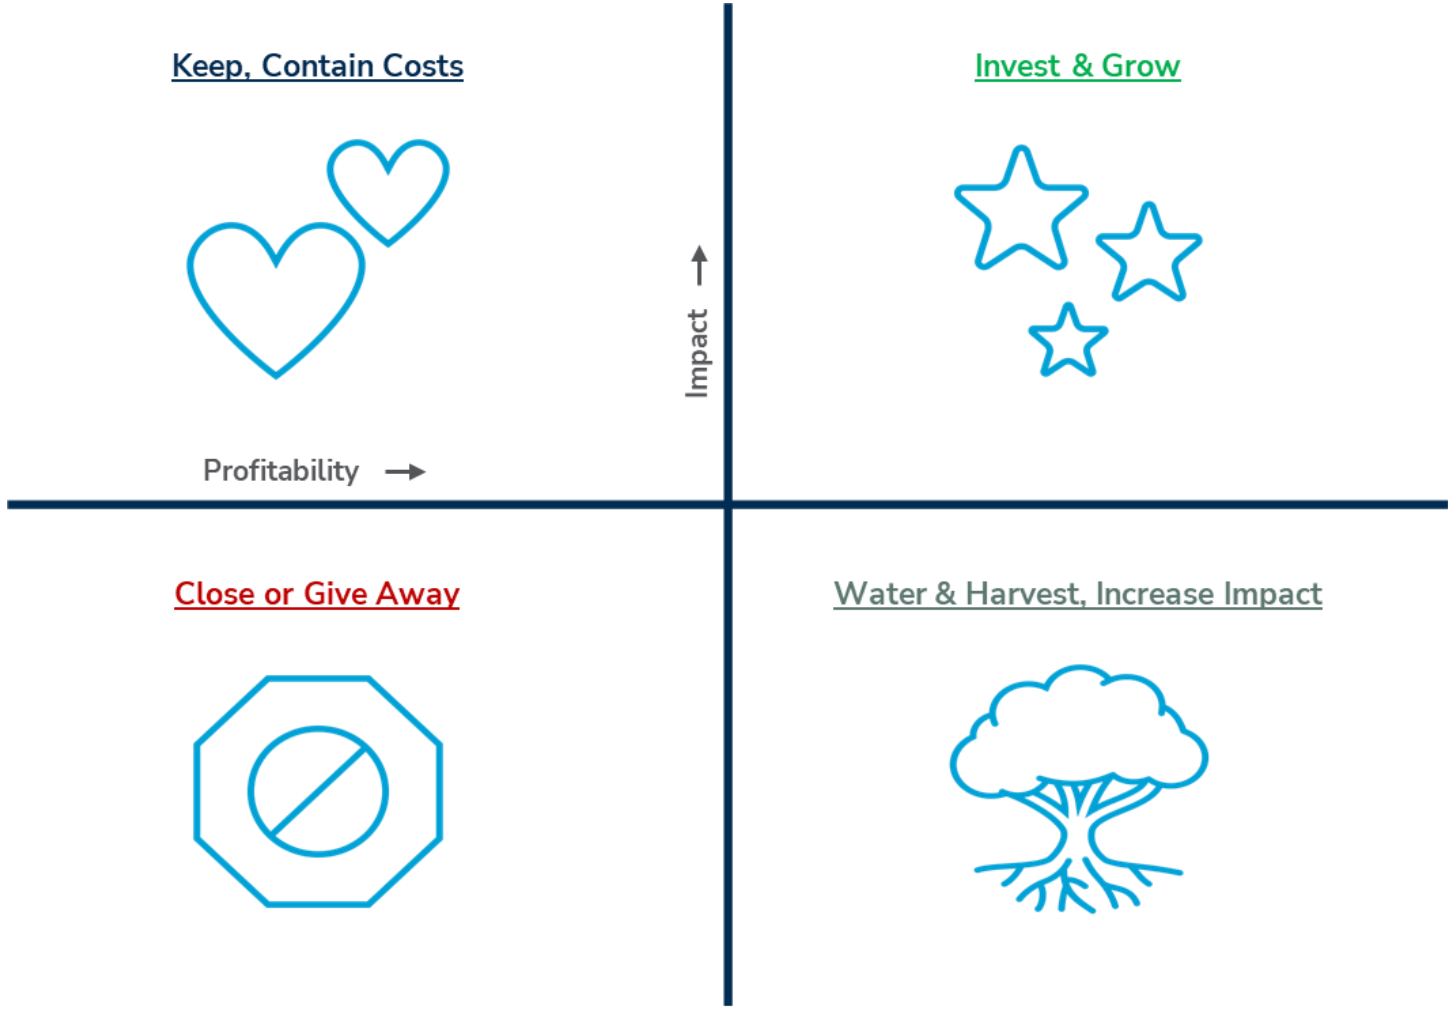 Keep, Contain Costs
Invest & Grow
Impact
Profitability
Close or Give Away
Water & Harvest, Increase Impact